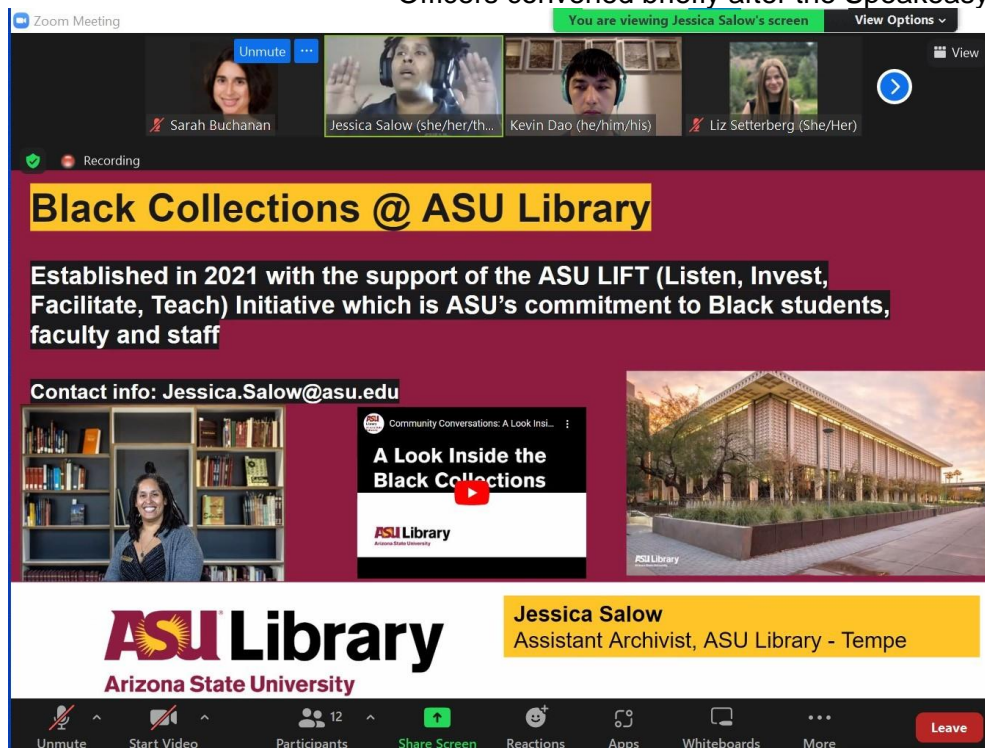 Officers convened briefly after the Speakeasy
Zoom Meeting
You are viewing Jessica Salow's screen
View Options
Unmute
View
Sarah Buchanan
Jessica Salow (she/her/th...
Kevin Dao (he/him/his)
Liz Setterberg (She/Her)
Recording
Black Collections @ ASU Library
Established in 2021 with the support of the ASU LIFT (Listen, Invest,
Facilitate, Teach) Initiative which is ASU's commitment to Black students,
faculty and staff
Contact info: Jessica.Salow@asu.edu
Community Conversations: A Look Insi...
A Look Inside the
Black Collections
ASU Library
Arizona State University
ASU Library
ASU Library
Arizona State University
Jessica Salow
Assistant Archivist, ASU Library - Tempe
Unmute
Start Video
12
Participants
Share Screen
Reactions
Apps
Whiteboards
More
Leave